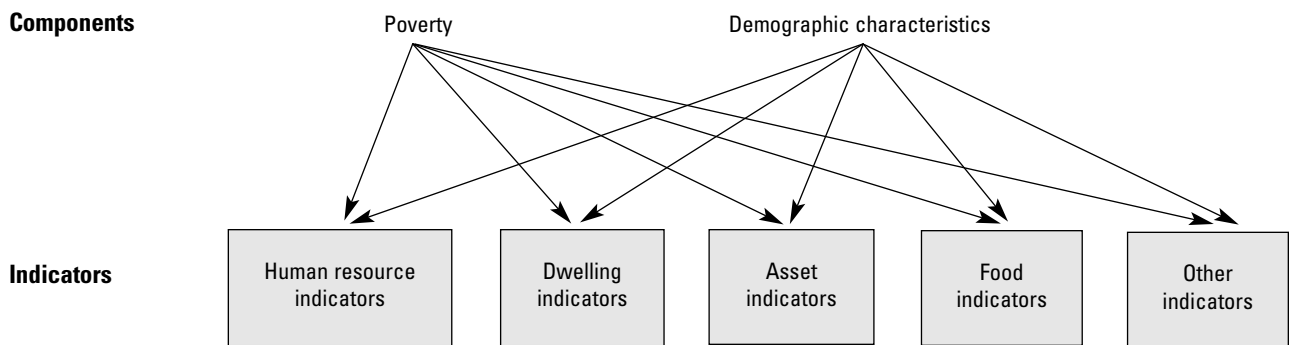 Components
Poverty
Demographic characteristics
Indicators
Human resource
indicators
Dwelling
indicators
Asset
indicators
Food
indicators
Other
indicators